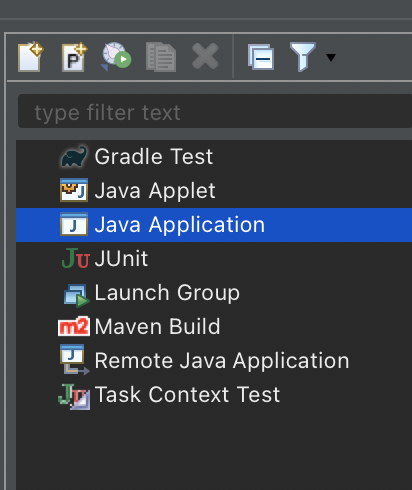 type filter text
Gradle Test
Java Applet
Java Application
JUnit
Launch Group
Maven Build
Remote Java Application
Task Context Test